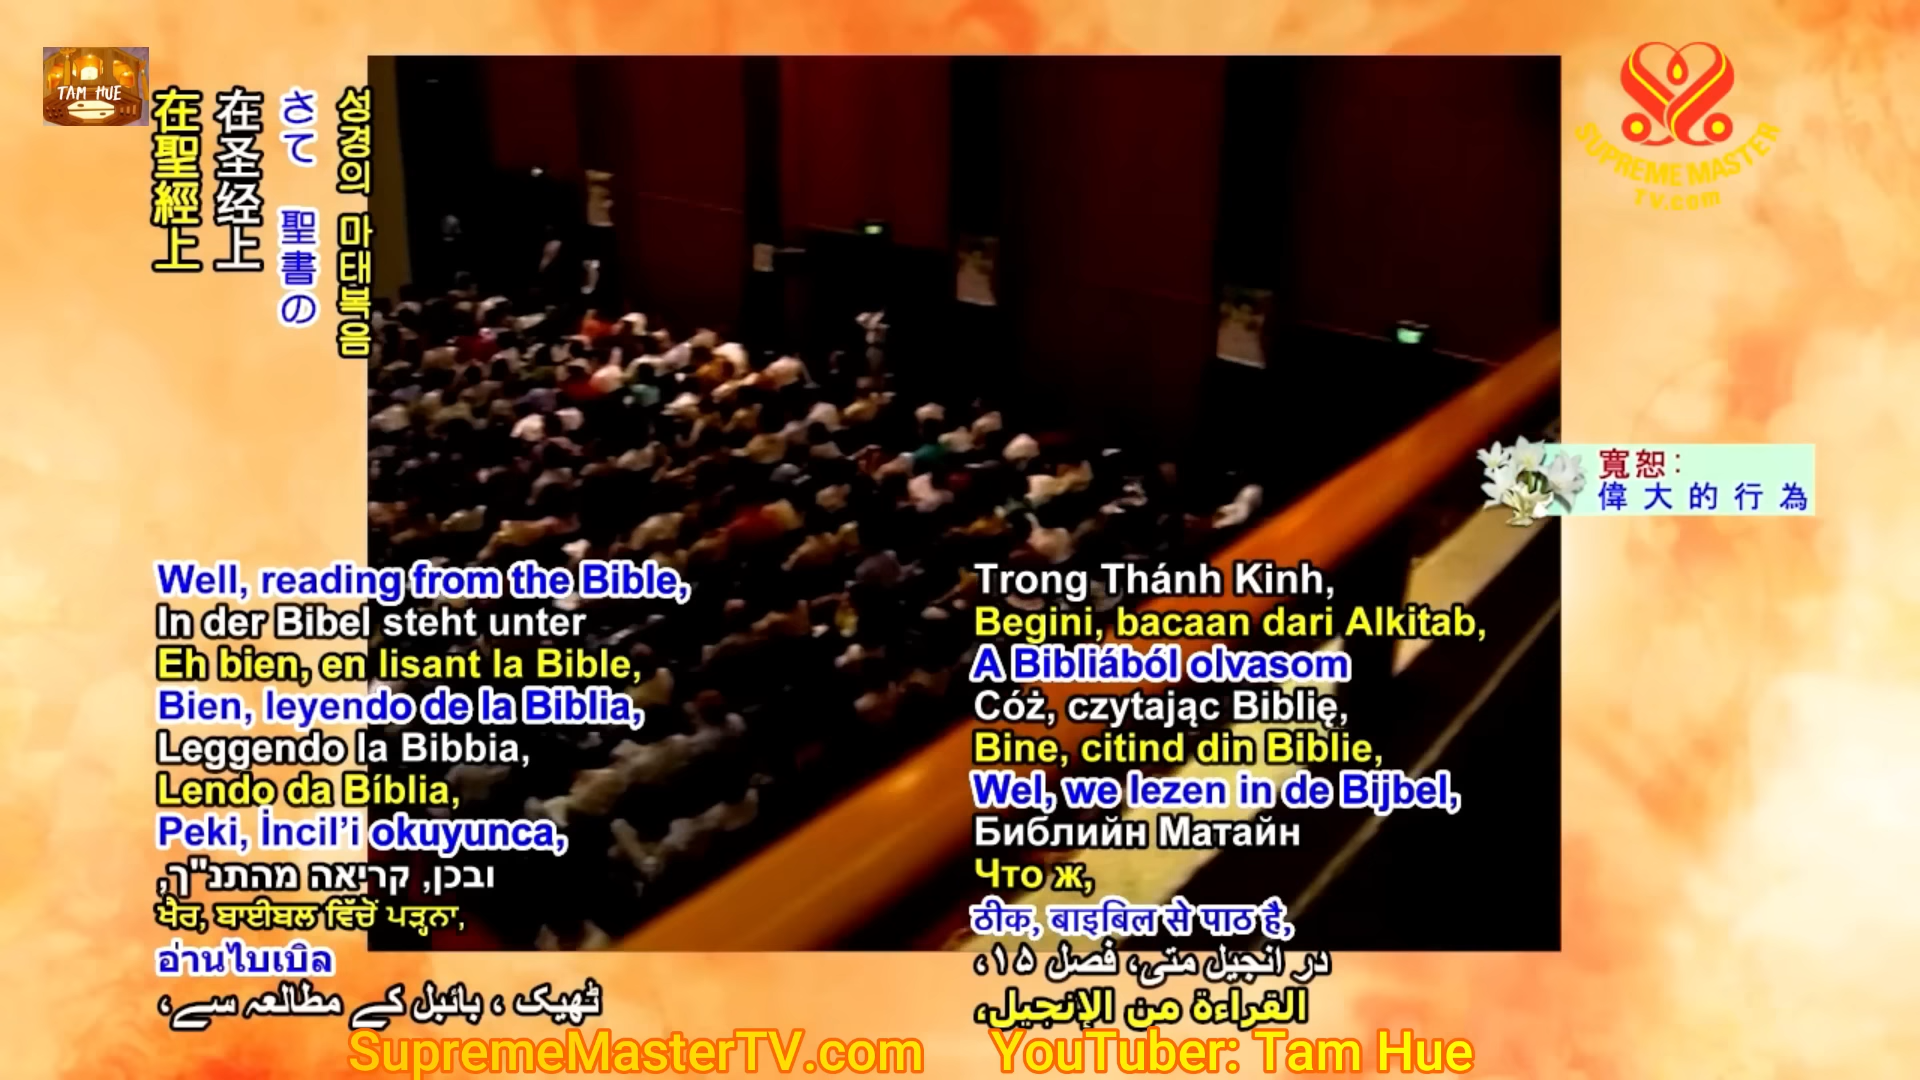 TAM HUE
在聖經上
在圣经上
さて 聖書の
성경의 마태복음
SUPREME MASTER
TV.com
寬恕:
偉大的行為
Well, reading from the Bible,
In der Bibel steht unter
Eh bien, en lisant la Bible,
Bien, leyendo de la Biblia,
Leggendo la Bibbia,
Lendo da Bíblia,
Peki, İncil’i okuyunca,
ובכן, קריאה מהתנ"ך,
ਖੈਰ, ਬਾਈਬਲ ਵਿੱਚੋਂ ਪੜ੍ਹਨਾ,
อ่านไบเบิล
ٹھیک ، بائبل کے مطالعہ سے،
Trong Thánh Kinh,
Begini, bacaan dari Alkitab,
A Bibliából olvasom
Cóż, czytając Biblię,
Bine, citind din Biblie,
Wel, we lezen in de Bijbel,
Библийн Матайн
Что ж,
ठीक, बाइबिल से पाठ है,
در انجیل متی، فصل ۱۵،
القراءة من الإنجيل،
SupremeMasterTV.com YouTuber: Tam Hue